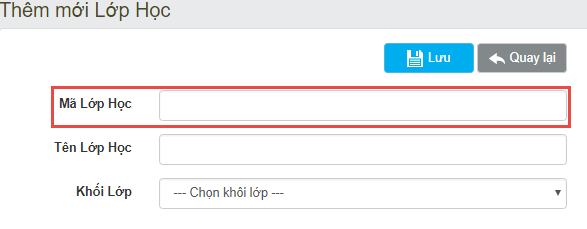 Thêm mới Lớp Học
Lưu Quay lại
Mã Lớp Học
Tên Lớp Học
Khối Lớp --- Chọn khối lớp ---